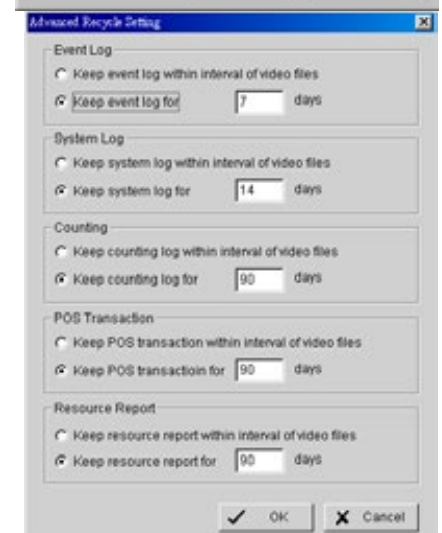 Advanced Recycle Setting
Event Log
Keep event log within interval of video files
Keep event log for 7 days
System Log
Keep system log within interval of video files
Keep system log for 14 days
Counting
Keep counting log within interval of video files
Keep counting log for 90 days
POS Transaction
Keep POS transaction within interval of video files
Keep POS transactioin for 90 days
Resource Report
Keep resource report within interval of video files
Keep resource report for 90 days
OK Cancel